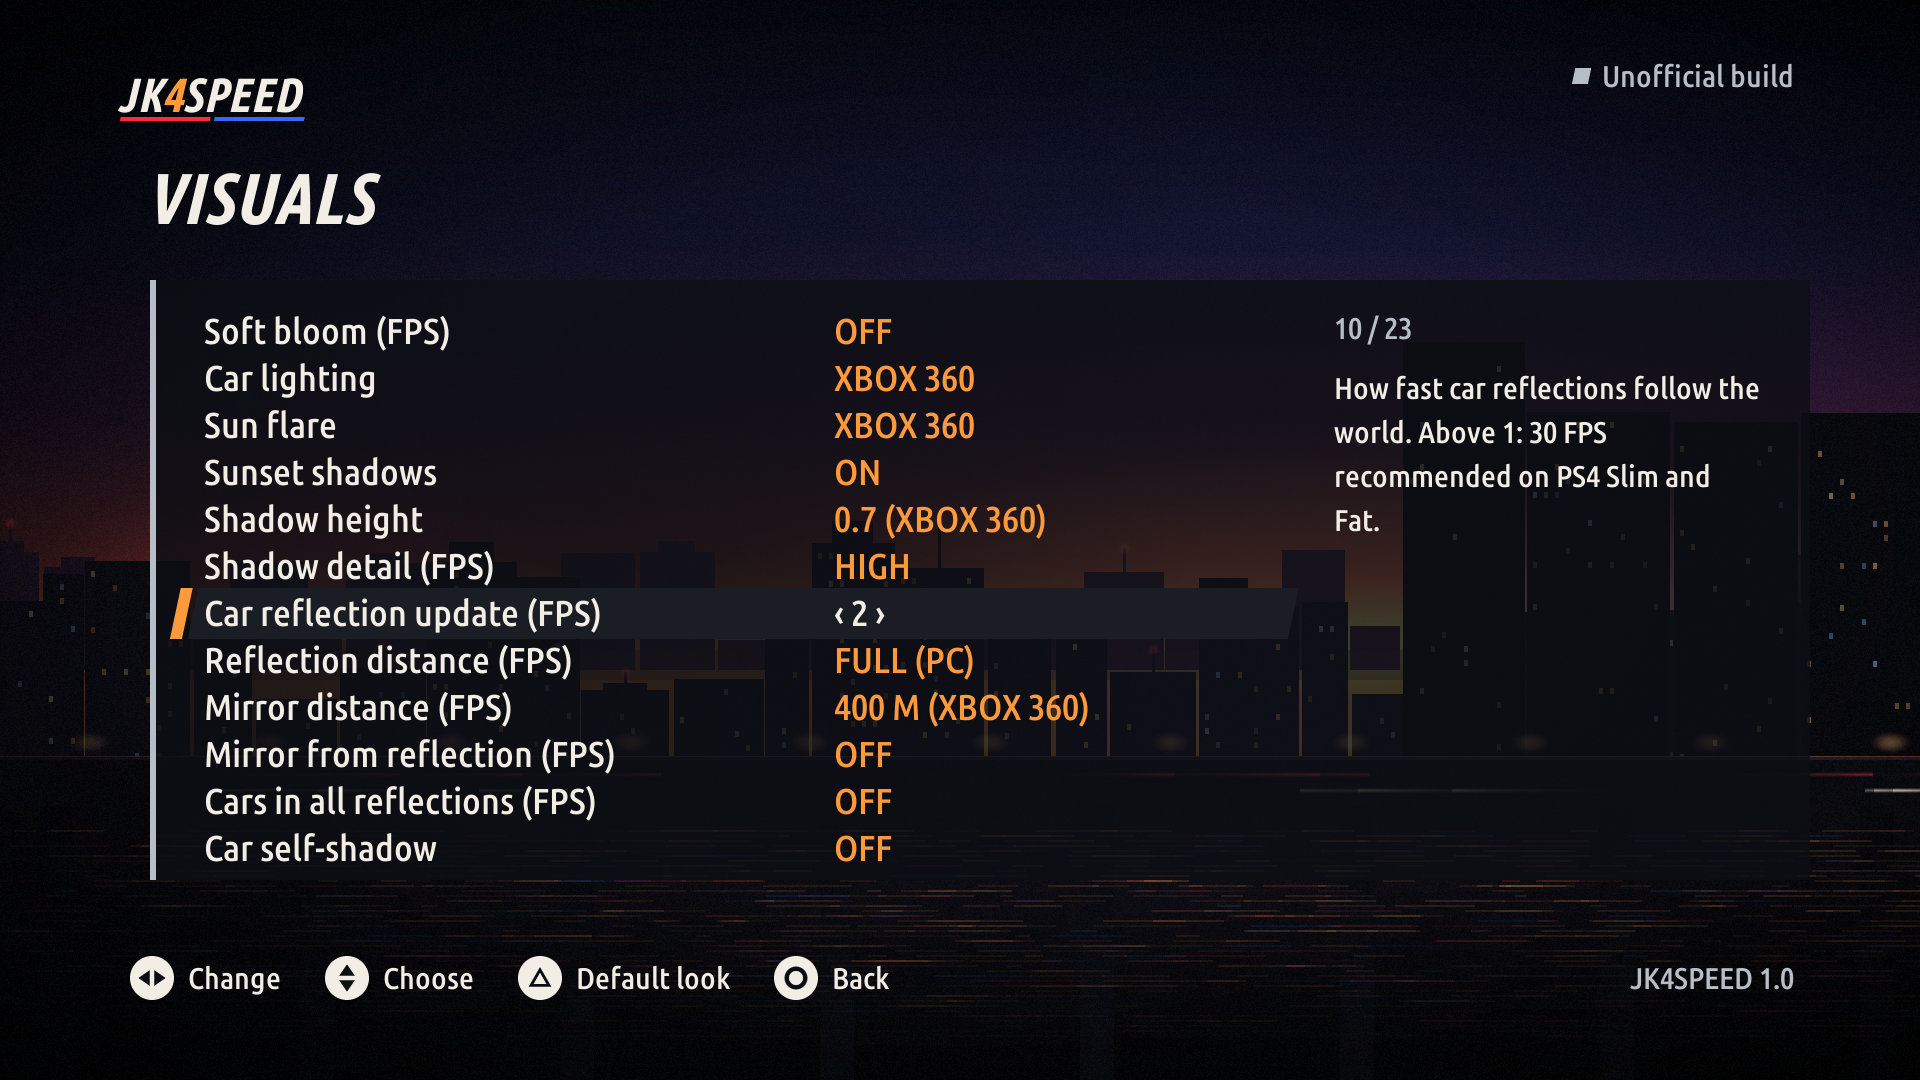 JK4SPEED
Unofficial build
VISUALS
Soft bloom (FPS) OFF
Car lighting XBOX 360
Sun flare XBOX 360
Sunset shadows ON
Shadow height 0.7 (XBOX 360)
Shadow detail (FPS) HIGH
Car reflection update (FPS) ‹ 2 ›
Reflection distance (FPS) FULL (PC)
Mirror distance (FPS) 400 M (XBOX 360)
Mirror from reflection (FPS) OFF
Cars in all reflections (FPS) OFF
Car self-shadow OFF
10 / 23
How fast car reflections follow the
world. Above 1: 30 FPS
recommended on PS4 Slim and
Fat.
Change Choose Default look Back
JK4SPEED 1.0